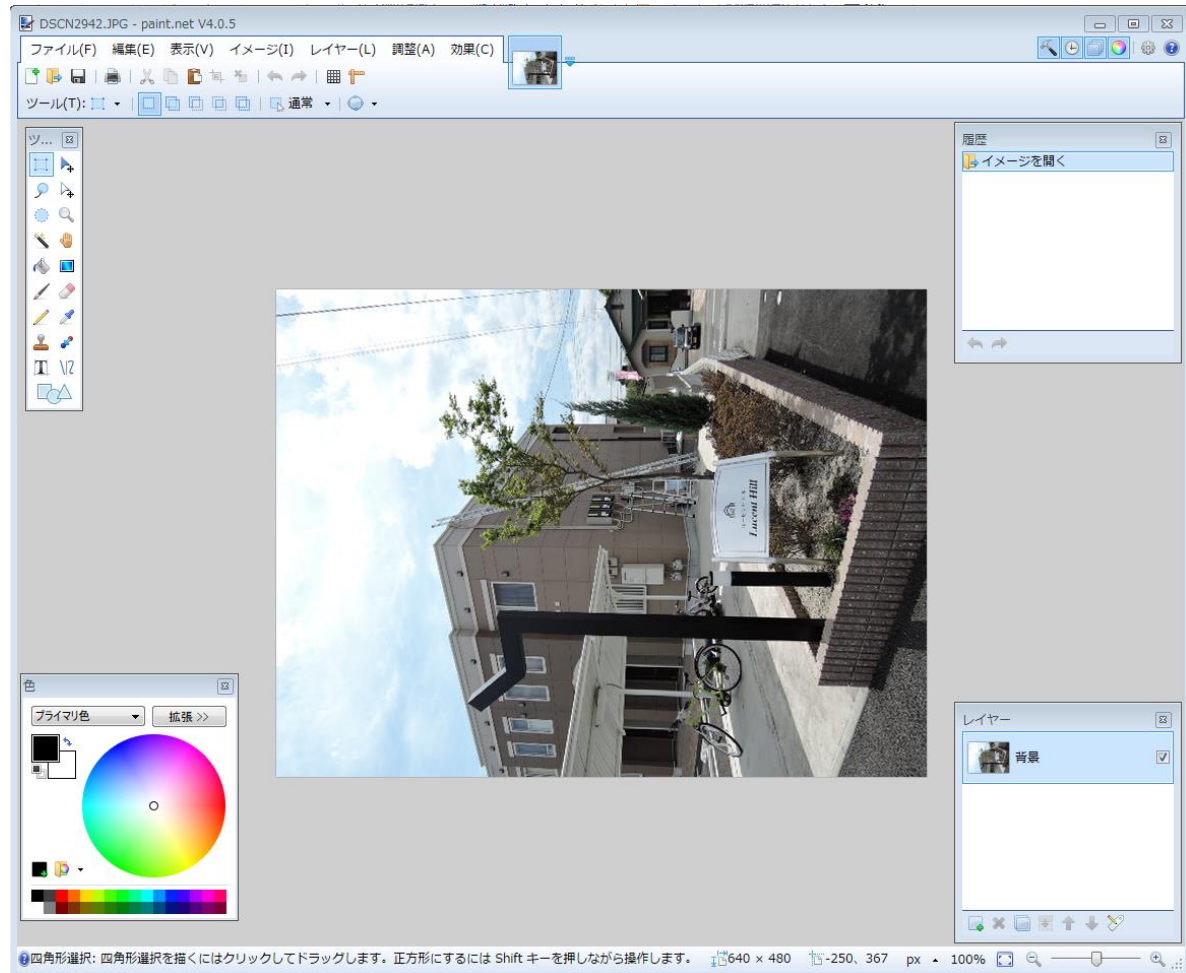 DSCN2942.JPG - paint.net V4.0.5
ファイル(F) 編集(E) 表示(V) イメージ(I) レイヤー(L) 調整(A) 効果(C)
ツール(T): 通常
ツ...
履歴
イメージを開く
Lucent Hill
色
プライマリ色 拡張 >>
レイヤー
背景
四角形選択: 四角形選択を描くにはクリックしてドラッグします。正方形にするには Shift キーを押しながら操作します。 640 × 480 -250、367 px 100%